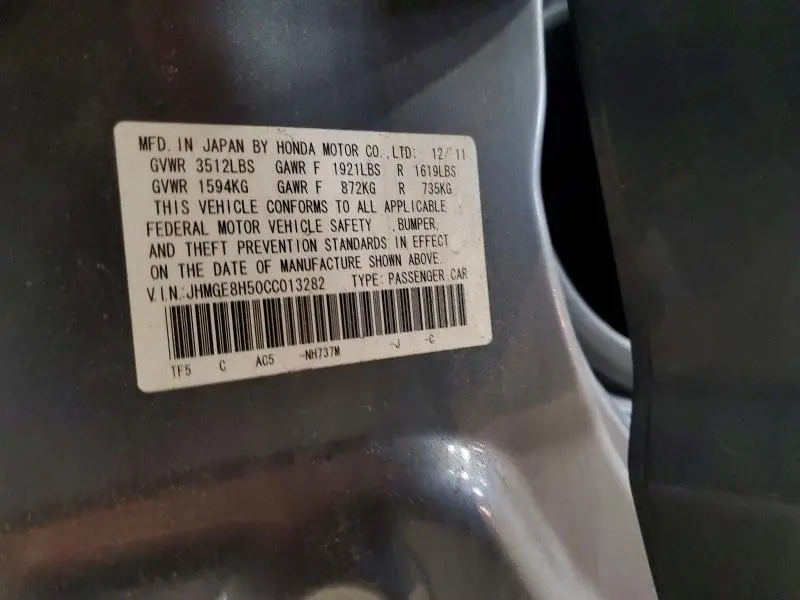 MFD. IN JAPAN BY HONDA MOTOR CO.,LTD: 12/'11
GVWR 3512LBS GAWR F 1921LBS R 1619LBS
GVWR 1594KG GAWR F 872KG R 735KG
THIS VEHICLE CONFORMS TO ALL APPLICABLE
FEDERAL MOTOR VEHICLE SAFETY ,BUMPER,
AND THEFT PREVENTION STANDARDS IN EFFECT
ON THE DATE OF MANUFACTURE SHOWN ABOVE.
V.I.N.:JHMGE8H50CC013282 TYPE: PASSENGER CAR
TF5 C AC5 -NH737M -J -C